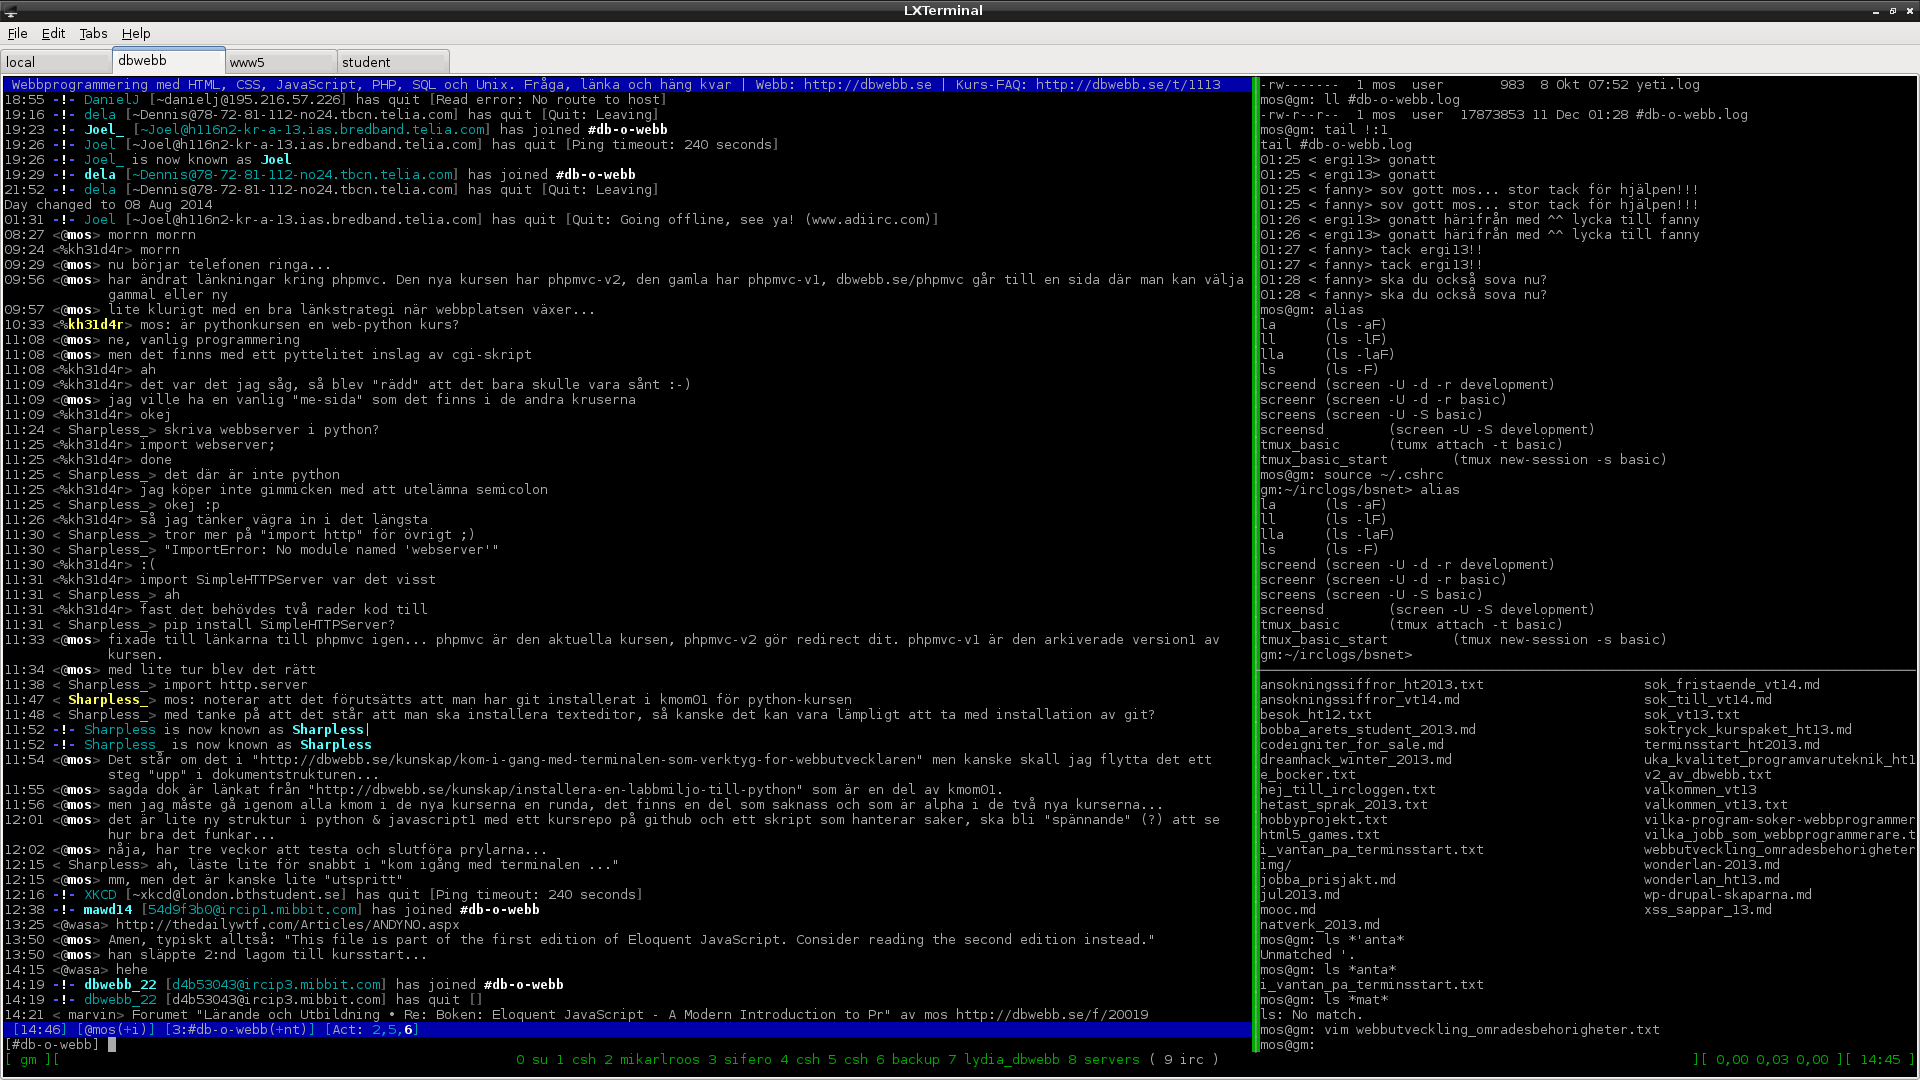 LXTerminal
File Edit Tabs Help
local dbwebb www5 student
Webbprogrammering med HTML, CSS, JavaScript, PHP, SQL och Unix. Fråga, länka och häng kvar | Webb: http://dbwebb.se | Kurs-FAQ: http://dbwebb.se/t/1113
18:55 -!- DanielJ [~danielj@195.216.57.226] has quit [Read error: No route to host]
19:16 -!- dela [~Dennis@78-72-81-112-no24.tbcn.telia.com] has quit [Quit: Leaving]
19:23 -!- Joel_ [~Joel@h116n2-kr-a-13.ias.bredband.telia.com] has joined #db-o-webb
19:26 -!- Joel [~Joel@h116n2-kr-a-13.ias.bredband.telia.com] has quit [Ping timeout: 240 seconds]
19:26 -!- Joel_ is now known as Joel
19:29 -!- dela [~Dennis@78-72-81-112-no24.tbcn.telia.com] has joined #db-o-webb
21:52 -!- dela [~Dennis@78-72-81-112-no24.tbcn.telia.com] has quit [Quit: Leaving]
Day changed to 08 Aug 2014
01:31 -!- Joel [~Joel@h116n2-kr-a-13.ias.bredband.telia.com] has quit [Quit: Going offline, see ya! (www.adiirc.com)]
08:27 <@mos> morrn morrn
09:24 <%kh31d4r> morrn
09:29 <@mos> nu börjar telefonen ringa...
09:56 <@mos> har ändrat länkningar kring phpmvc. Den nya kursen har phpmvc-v2, den gamla har phpmvc-v1, dbwebb.se/phpmvc går till en sida där man kan välja
gammal eller ny
09:57 <@mos> lite klurigt med en bra länkstrategi när webbplatsen växer...
10:33 <%kh31d4r> mos: är pythonkursen en web-python kurs?
11:08 <@mos> ne, vanlig programmering
11:08 <@mos> men det finns med ett pyttelitet inslag av cgi-skript
11:08 <%kh31d4r> ah
11:09 <%kh31d4r> det var det jag såg, så blev "rädd" att det bara skulle vara sånt :-)
11:09 <@mos> jag ville ha en vanlig "me-sida" som det finns i de andra kruserna
11:09 <%kh31d4r> okej
11:24 < Sharpless_> skriva webbserver i python?
11:25 <%kh31d4r> import webserver;
11:25 <%kh31d4r> done
11:25 < Sharpless_> det där är inte python
11:25 <%kh31d4r> jag köper inte gimmicken med att utelämna semicolon
11:25 < Sharpless_> okej :p
11:26 <%kh31d4r> så jag tänker vägra in i det längsta
11:30 < Sharpless_> tror mer på "import http" för övrigt ;)
11:30 < Sharpless_> "ImportError: No module named 'webserver'"
11:30 <%kh31d4r> :(
11:31 <%kh31d4r> import SimpleHTTPServer var det visst
11:31 < Sharpless_> ah
11:31 <%kh31d4r> fast det behövdes två rader kod till
11:31 < Sharpless_> pip install SimpleHTTPServer?
11:33 <@mos> fixade till länkarna till phpmvc igen... phpmvc är den aktuella kursen, phpmvc-v2 gör redirect dit. phpmvc-v1 är den arkiverade version1 av
kursen.
11:34 <@mos> med lite tur blev det rätt
11:38 < Sharpless_> import http.server
11:47 < Sharpless_> mos: noterar att det förutsätts att man har git installerat i kmom01 för python-kursen
11:48 < Sharpless_> med tanke på att det står att man ska installera texteditor, så kanske det kan vara lämpligt att ta med installation av git?
11:52 -!- Sharpless is now known as Sharpless|
11:52 -!- Sharpless_ is now known as Sharpless
11:54 <@mos> Det står om det i "http://dbwebb.se/kunskap/kom-i-gang-med-terminalen-som-verktyg-for-webbutvecklaren" men kanske skall jag flytta det ett
steg "upp" i dokumentstrukturen...
11:55 <@mos> sagda dok är länkat från "http://dbwebb.se/kunskap/installera-en-labbmiljo-till-python" som är en del av kmom01.
11:56 <@mos> men jag måste gå igenom alla kmom i de nya kurserna en runda, det finns en del som saknass och som är alpha i de två nya kurserna...
12:01 <@mos> det är lite ny struktur i python & javascript1 med ett kursrepo på github och ett skript som hanterar saker, ska bli "spännande" (?) att se
hur bra det funkar...
12:02 <@mos> nåja, har tre veckor att testa och slutföra prylarna...
12:15 < Sharpless> ah, läste lite för snabbt i "kom igång med terminalen ..."
12:15 <@mos> mm, men det är kanske lite "utspritt"
12:16 -!- XKCD [~xkcd@london.bthstudent.se] has quit [Ping timeout: 240 seconds]
12:38 -!- mawd14 [54d9f3b0@ircip1.mibbit.com] has joined #db-o-webb
13:25 <@wasa> http://thedailywtf.com/Articles/ANDYNO.aspx
13:50 <@mos> Amen, typiskt alltså: "This file is part of the first edition of Eloquent JavaScript. Consider reading the second edition instead."
13:50 <@mos> han släppte 2:nd lagom till kursstart...
14:15 <@wasa> hehe
14:19 -!- dbwebb_22 [d4b53043@ircip3.mibbit.com] has joined #db-o-webb
14:19 -!- dbwebb_22 [d4b53043@ircip3.mibbit.com] has quit []
14:21 < marvin> Forumet "Lärande och Utbildning • Re: Boken: Eloquent JavaScript - A Modern Introduction to Pr" av mos http://dbwebb.se/f/20019
[14:46] [@mos(+i)] [3:#db-o-webb(+nt)] [Act: 2,5,6]
[#db-o-webb]
-rw------- 1 mos user 983 8 Okt 07:52 yeti.log
mos@gm: ll #db-o-webb.log
-rw-r--r-- 1 mos user 17873853 11 Dec 01:28 #db-o-webb.log
mos@gm: tail !:1
tail #db-o-webb.log
01:25 < ergi13> gonatt
01:25 < ergi13> gonatt
01:25 < fanny> sov gott mos... stor tack för hjälpen!!!
01:25 < fanny> sov gott mos... stor tack för hjälpen!!!
01:26 < ergi13> gonatt härifrån med ^^ lycka till fanny
01:26 < ergi13> gonatt härifrån med ^^ lycka till fanny
01:27 < fanny> tack ergi13!!
01:27 < fanny> tack ergi13!!
01:28 < fanny> ska du också sova nu?
01:28 < fanny> ska du också sova nu?
mos@gm: alias
la (ls -aF)
ll (ls -lF)
lla (ls -laF)
ls (ls -F)
screend (screen -U -d -r development)
screenr (screen -U -d -r basic)
screens (screen -U -S basic)
screensd (screen -U -S development)
tmux_basic (tumx attach -t basic)
tmux_basic_start (tmux new-session -s basic)
mos@gm: source ~/.cshrc
gm:~/irclogs/bsnet> alias
la (ls -aF)
ll (ls -lF)
lla (ls -laF)
ls (ls -F)
screend (screen -U -d -r development)
screenr (screen -U -d -r basic)
screens (screen -U -S basic)
screensd (screen -U -S development)
tmux_basic (tmux attach -t basic)
tmux_basic_start (tmux new-session -s basic)
gm:~/irclogs/bsnet>
ansokningssiffror_ht2013.txt sok_fristaende_vt14.md
ansokningssiffror_vt14.md sok_till_vt14.md
besok_ht12.txt sok_vt13.txt
bobba_arets_student_2013.md soktryck_kurspaket_ht13.md
codeigniter_for_sale.md terminsstart_ht2013.md
dreamhack_winter_2013.md uka_kvalitet_programvaruteknik_ht1
e_bocker.txt v2_av_dbwebb.txt
hej_till_ircloggen.txt valkommen_vt13
hetast_sprak_2013.txt valkommen_vt13.txt
hobbyprojekt.txt vilka-program-soker-webbprogrammer
html5_games.txt vilka_jobb_som_webbprogrammerare.t
i_vantan_pa_terminsstart.txt webbutveckling_omradesbehorigheter
img/ wonderlan-2013.md
jobba_prisjakt.md wonderlan_ht13.md
jul2013.md wp-drupal-skaparna.md
mooc.md xss_sappar_13.md
natverk_2013.md
mos@gm: ls *'anta*
Unmatched '.
mos@gm: ls *anta*
i_vantan_pa_terminsstart.txt
mos@gm: ls *mat*
ls: No match.
mos@gm: vim webbutveckling_omradesbehorigheter.txt
mos@gm:
[ gm ][ 0 su 1 csh 2 mikarlroos 3 sifero 4 csh 5 csh 6 backup 7 lydia_dbwebb 8 servers ( 9 irc ) ][ 0,00 0,03 0,00 ][ 14:45 ]